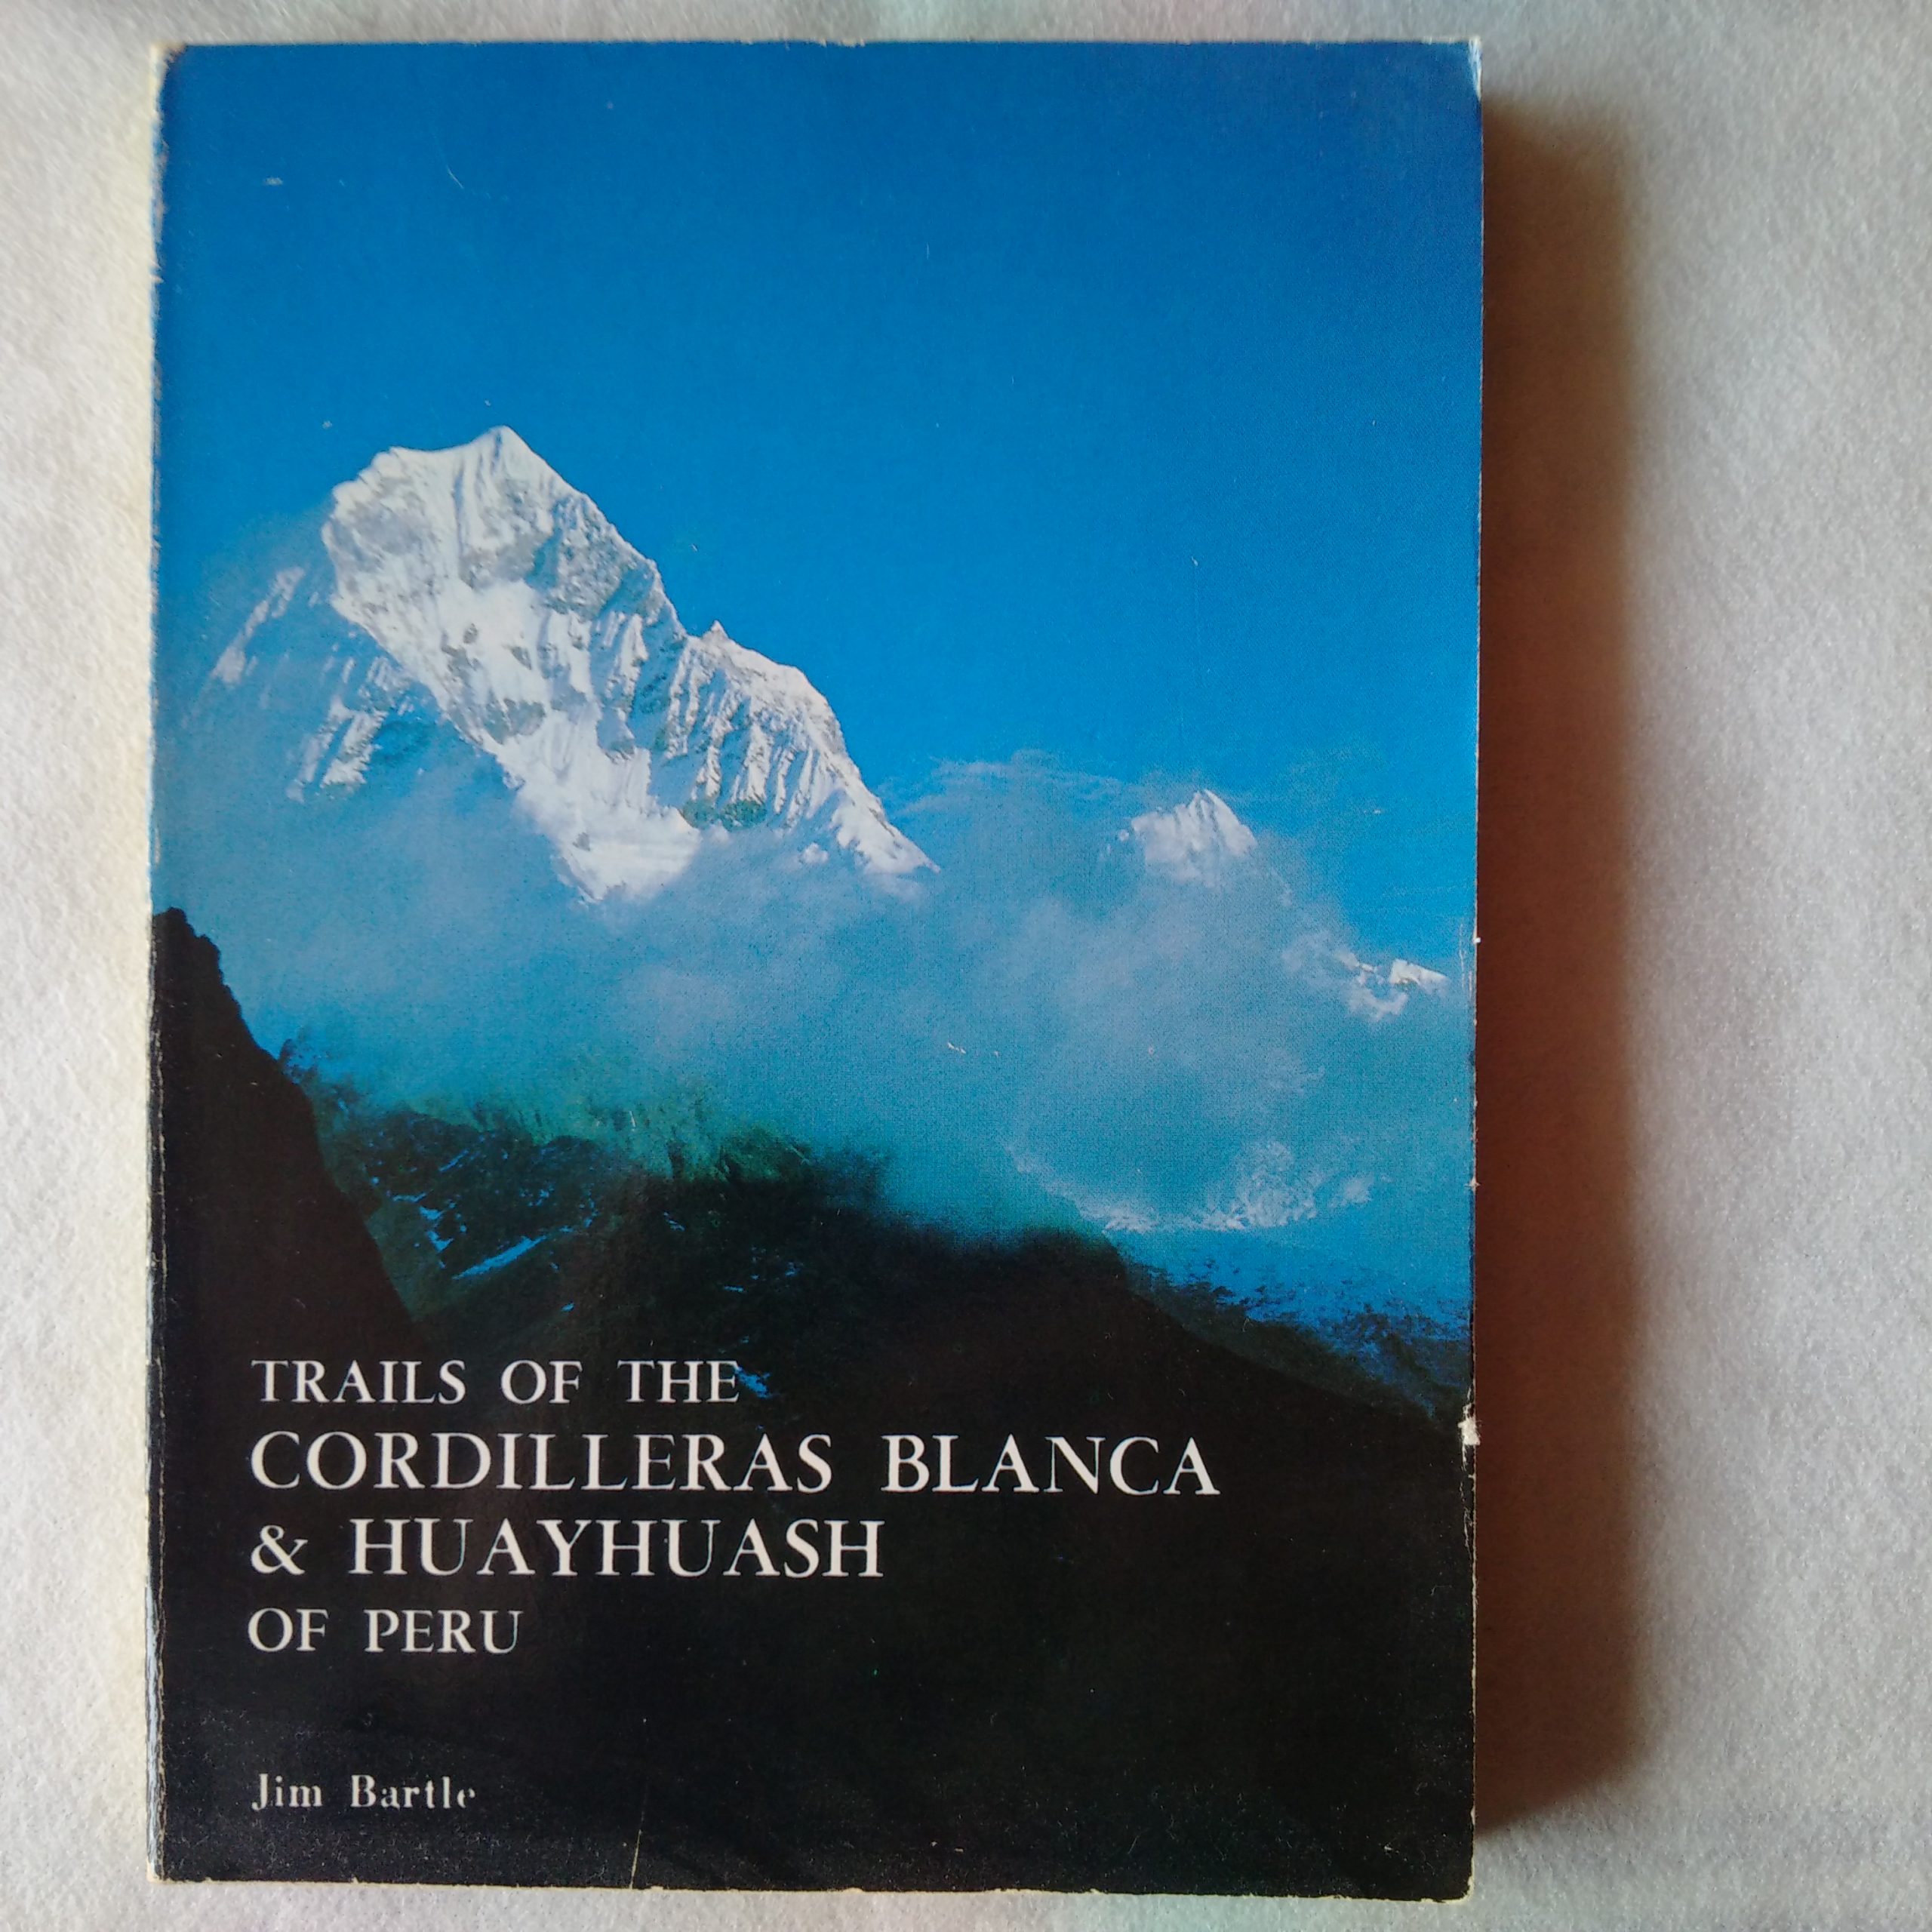 TRAILS OF THE
CORDILLERAS BLANCA
& HUAYHUASH
OF PERU
Jim Bartle